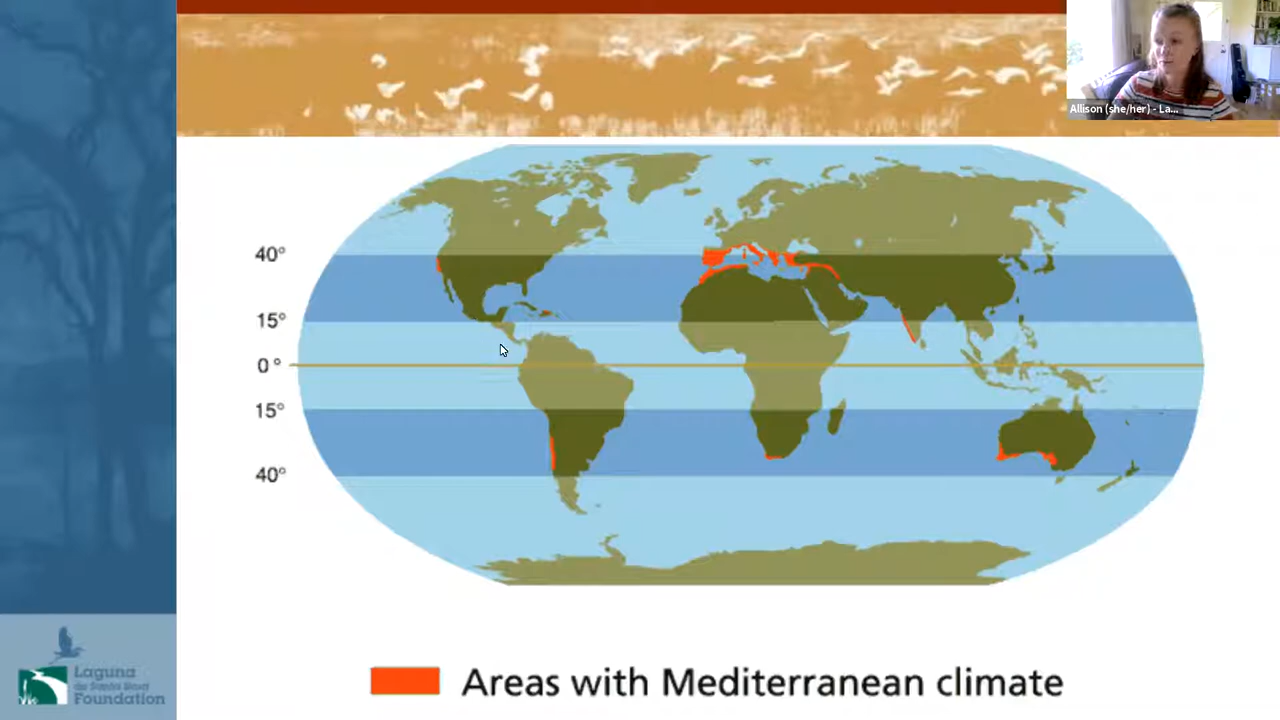 Allison (she/her) - La...
40°
15°
0°
15°
40°
Areas with Mediterranean climate
Laguna
de Santa Rosa
Foundation